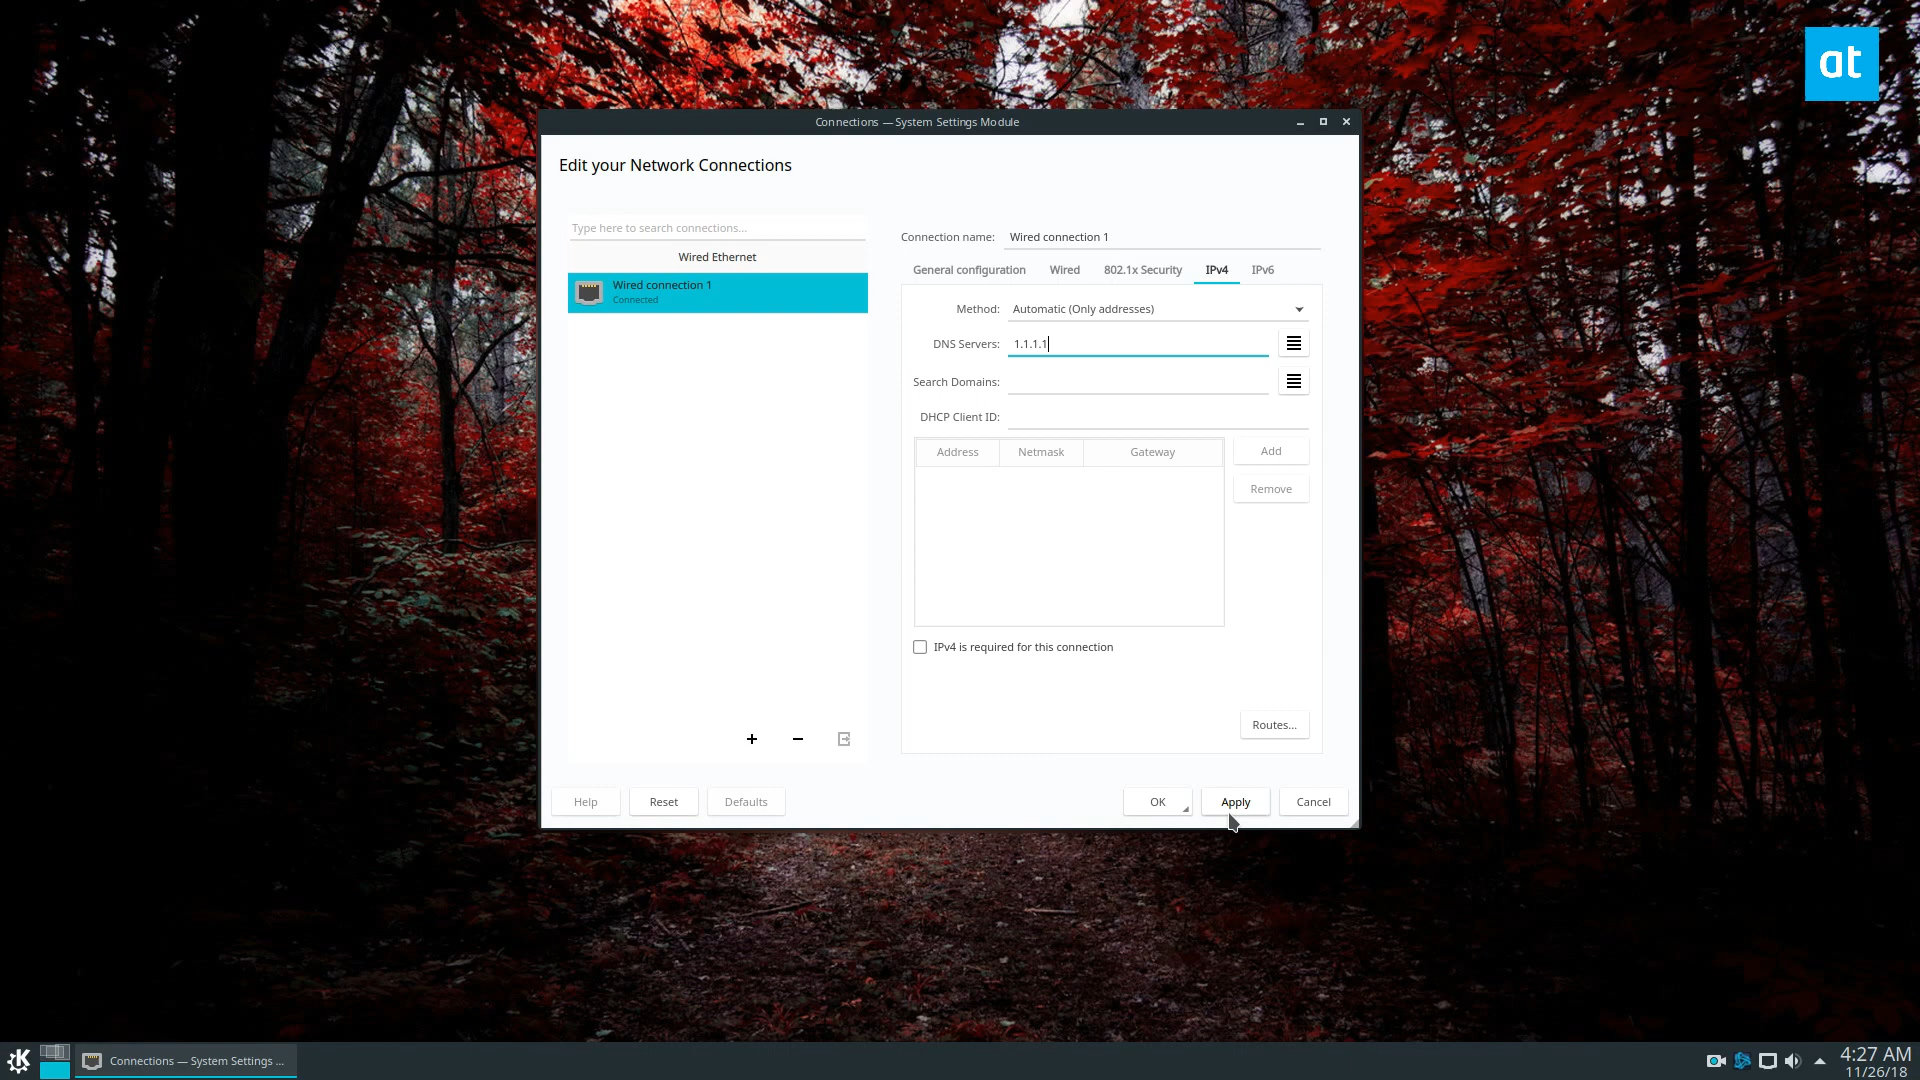 at
Connections — System Settings Module
Edit your Network Connections
Type here to search connections...
Wired Ethernet
Wired connection 1
Connected
Connection name: Wired connection 1
General configuration Wired 802.1x Security IPv4 IPv6
Method: Automatic (Only addresses)
DNS Servers: 1.1.1.1
Search Domains:
DHCP Client ID:
Address Netmask Gateway
Add
Remove
IPv4 is required for this connection
Routes...
Help Reset Defaults OK Apply Cancel
Connections — System Settings ...
4:27 AM
11/26/18